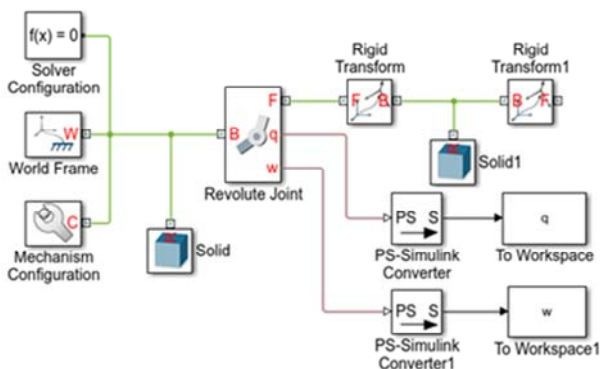 f(x) = 0
Solver
Configuration
W
World Frame
C
Mechanism
Configuration
Solid
B
F
q
w
Revolute Joint
Rigid
Transform
F
B
Solid1
Rigid
Transform1
B
F
PS S
PS-Simulink
Converter
q
To Workspace
PS S
PS-Simulink
Converter1
w
To Workspace1